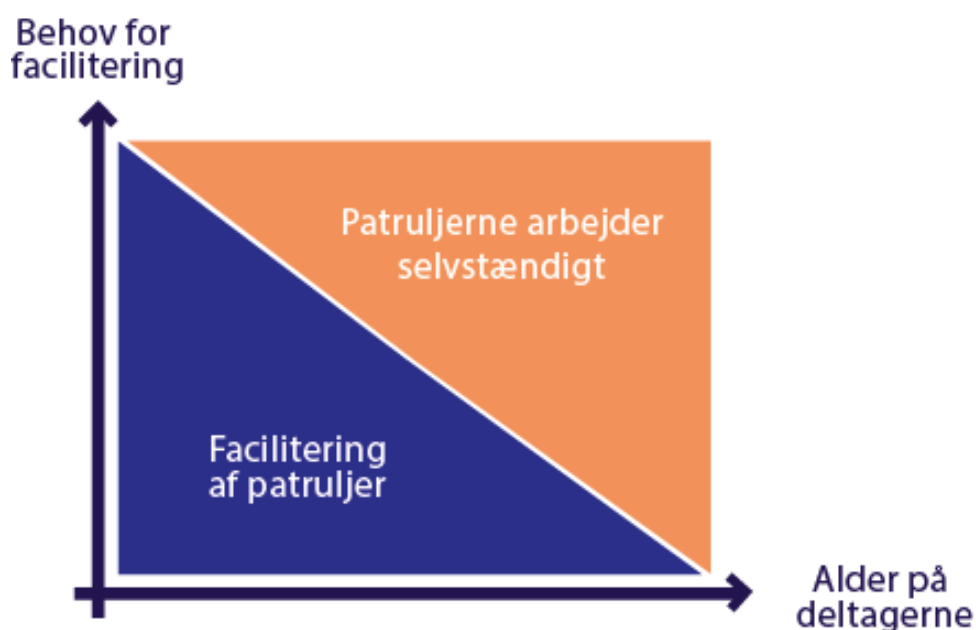 Behov for
facilitering
Patruljerne arbejder
selvstændigt
Facilitering
af patruljer
Alder på
deltagerne